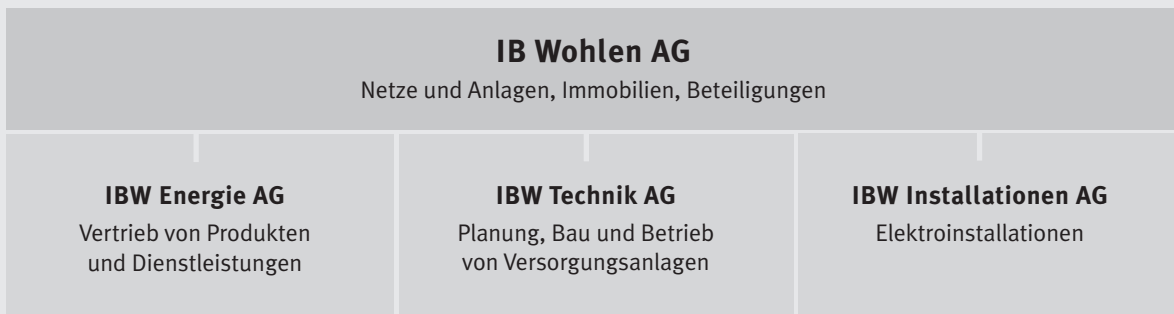 IB Wohlen AG
Netze und Anlagen, Immobilien, Beteiligungen
IBW Energie AG
Vertrieb von Produkten
und Dienstleistungen
IBW Technik AG
Planung, Bau und Betrieb
von Versorgungsanlagen
IBW Installationen AG
Elektroinstallationen